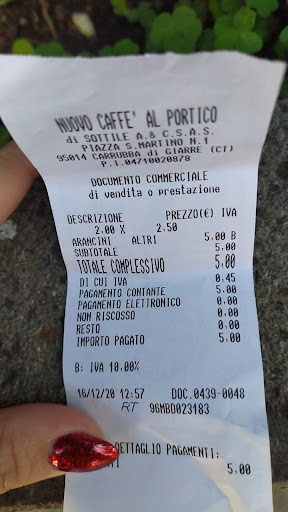 NUOVO CAFFE' AL PORTICO
di SOTTILE A.& C.S.A.S.
PIAZZA S.MARTINO N.1
95014 CARRUBBA di GIARRE (CT)
P.I.04710020878
DOCUMENTO COMMERCIALE
di vendita o prestazione
DESCRIZIONE PREZZO(€) IVA
2.00 X 2.50
ARANCINI ALTRI 5.00 B
SUBTOTALE 5.00
TOTALE COMPLESSIVO 5,00
DI CUI IVA 0.45
PAGAMENTO CONTANTE 5.00
PAGAMENTO ELETTRONICO 0.00
NON RISCOSSO 0.00
RESTO 0.00
IMPORTO PAGATO 5.00
B: IVA 10.00%
16/12/20 12:57 DOC.0439-0048
RT 96MBD023183
DETTAGLIO PAGAMENTI:
5.00